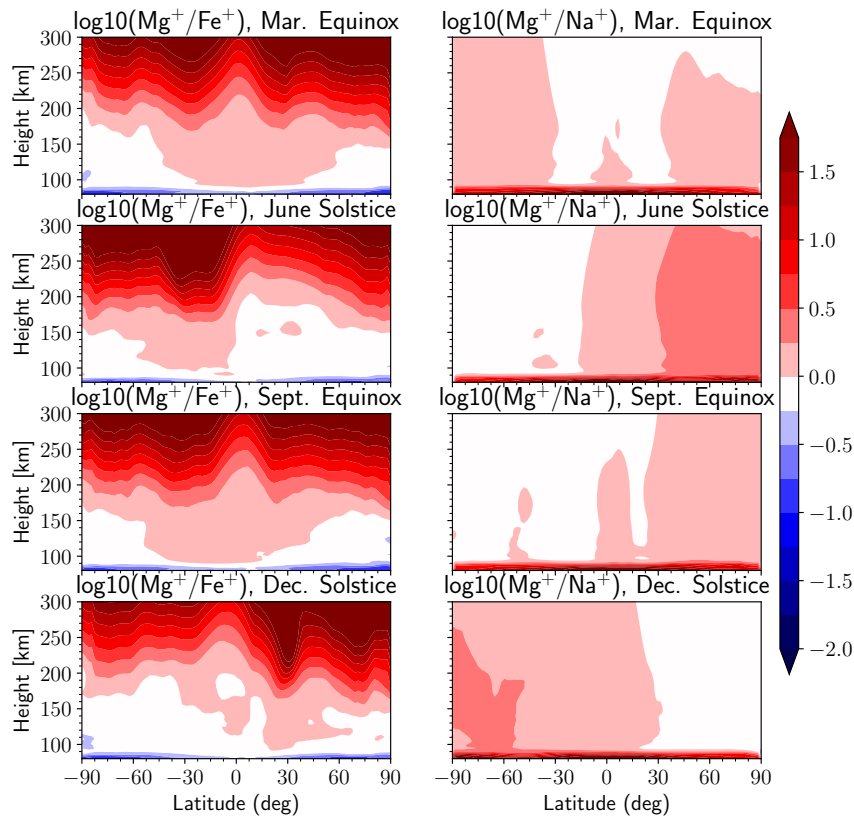 log10(Mg⁺/Fe⁺), Mar. Equinox
log10(Mg⁺/Na⁺), Mar. Equinox
300
250
200
150
100
Height [km]
log10(Mg⁺/Fe⁺), June Solstice
log10(Mg⁺/Na⁺), June Solstice
300
250
200
150
100
Height [km]
log10(Mg⁺/Fe⁺), Sept. Equinox
log10(Mg⁺/Na⁺), Sept. Equinox
300
250
200
150
100
Height [km]
log10(Mg⁺/Fe⁺), Dec. Solstice
log10(Mg⁺/Na⁺), Dec. Solstice
300
250
200
150
100
Height [km]
−90 −60 −30 0 30 60 90
Latitude (deg)
−90 −60 −30 0 30 60 90
Latitude (deg)
1.5
1.0
0.5
0.0
−0.5
−1.0
−1.5
−2.0